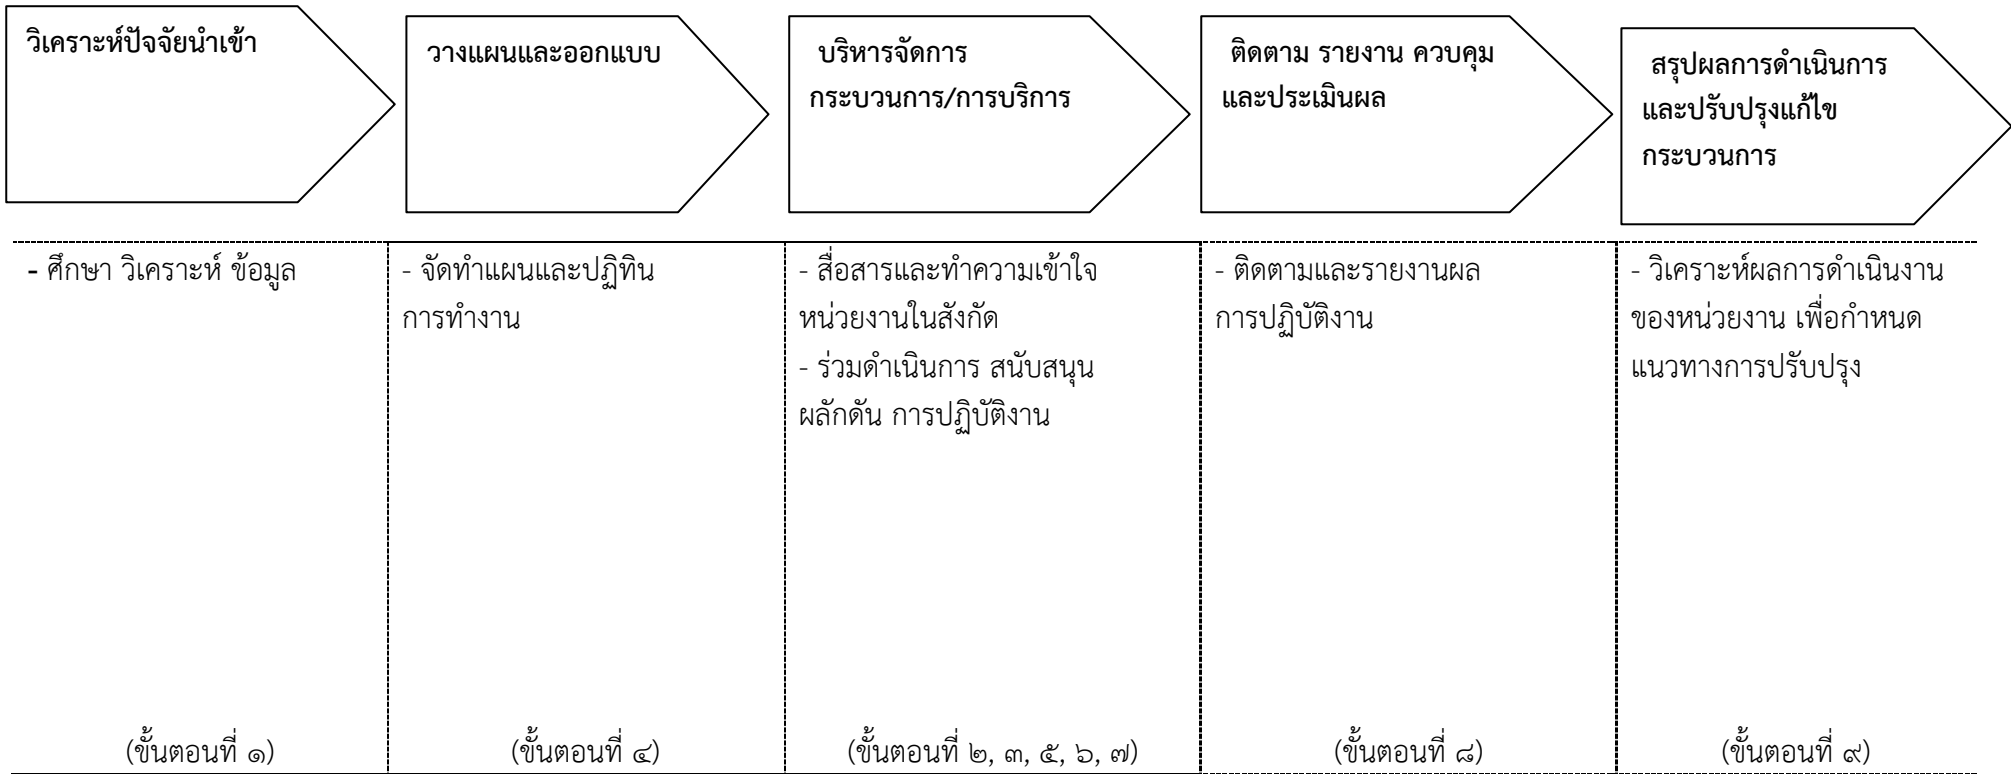 วิเคราะห์ปัจจัยนำเข้า
วางแผนและออกแบบ
บริหารจัดการ
กระบวนการ/การบริการ
ติดตาม รายงาน ควบคุม
และประเมินผล
สรุปผลการดำเนินการ
และปรับปรุงแก้ไข
กระบวนการ
- ศึกษา วิเคราะห์ ข้อมูล
(ขั้นตอนที่ ๑)
- จัดทำแผนและปฏิทิน
การทำงาน
(ขั้นตอนที่ ๔)
- สื่อสารและทำความเข้าใจ
หน่วยงานในสังกัด
- ร่วมดำเนินการ สนับสนุน
ผลักดัน การปฏิบัติงาน
(ขั้นตอนที่ ๒, ๓, ๕, ๖, ๗)
- ติดตามและรายงานผล
การปฏิบัติงาน
(ขั้นตอนที่ ๘)
- วิเคราะห์ผลการดำเนินงาน
ของหน่วยงาน เพื่อกำหนด
แนวทางการปรับปรุง
(ขั้นตอนที่ ๙)